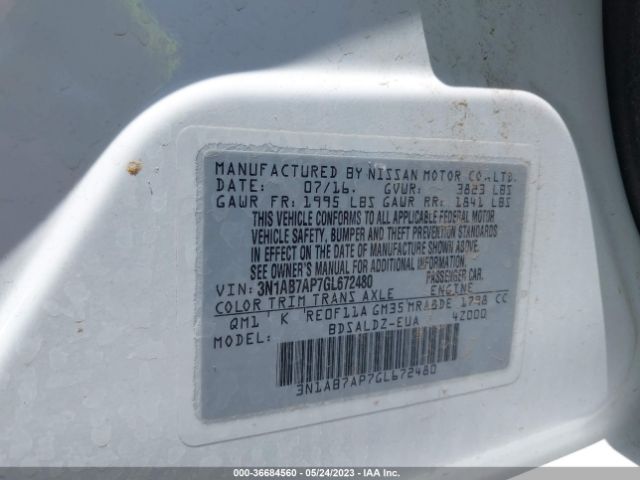 MANUFACTURED BY NISSAN MOTOR CO.,LTD.
DATE: 07/16. GVWR: 3823 LBS
GAWR FR: 1995 LBS GAWR RR: 1841 LBS
THIS VEHICLE CONFORMS TO ALL APPLICABLE FEDERAL MOTOR
VEHICLE SAFETY, BUMPER AND THEFT PREVENTION STANDARDS
IN EFFECT ON THE DATE OF MANUFACTURE SHOWN ABOVE.
SEE OWNER'S MANUAL FOR ADDITIONAL INFORMATION.
VIN: 3N1AB7AP7GL672480 PASSENGER CAR.
COLOR TRIM TRANS AXLE ENGINE
QM1 K RE0F11A GM35 MRA8DE 1798 CC
MODEL: BDSALDZ-EUA 4Z000
3N1AB7AP7GL672480
000-36684560 - 05/24/2023 - IAA Inc.